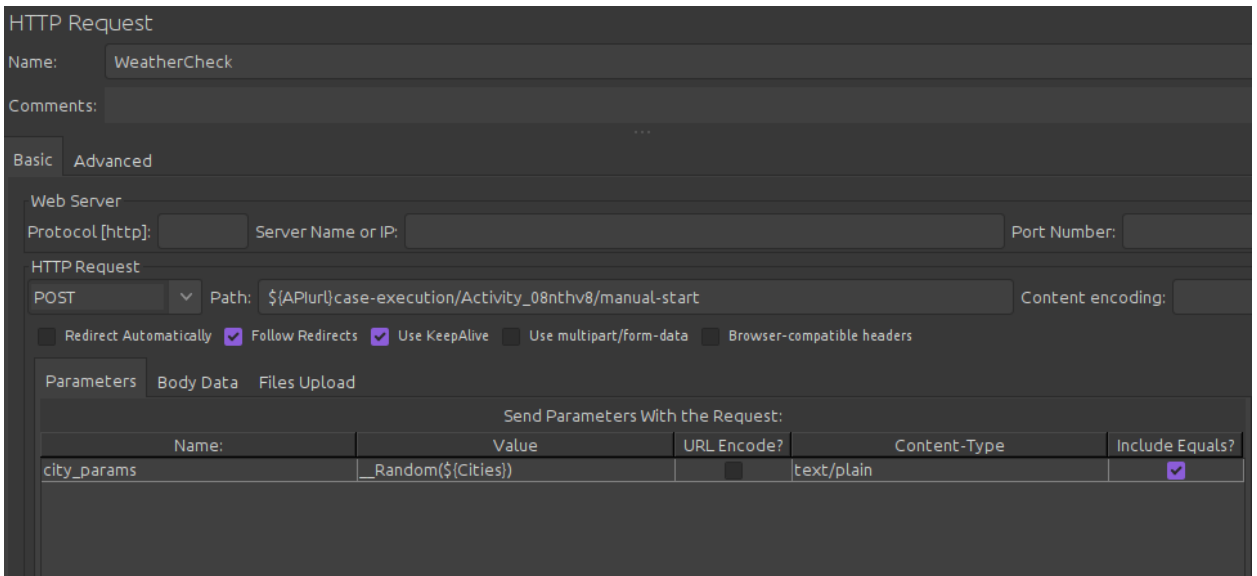 HTTP Request
Name: WeatherCheck
Comments:
...
Basic Advanced
Web Server
Protocol [http]: Server Name or IP: Port Number:
HTTP Request
POST Path: ${APIurl}case-execution/Activity_08nthv8/manual-start Content encoding:
Redirect Automatically Follow Redirects Use KeepAlive Use multipart/form-data Browser-compatible headers
Parameters Body Data Files Upload
Send Parameters With the Request:
Name: Value URL Encode? Content-Type Include Equals?
city_params __Random(${Cities}) text/plain